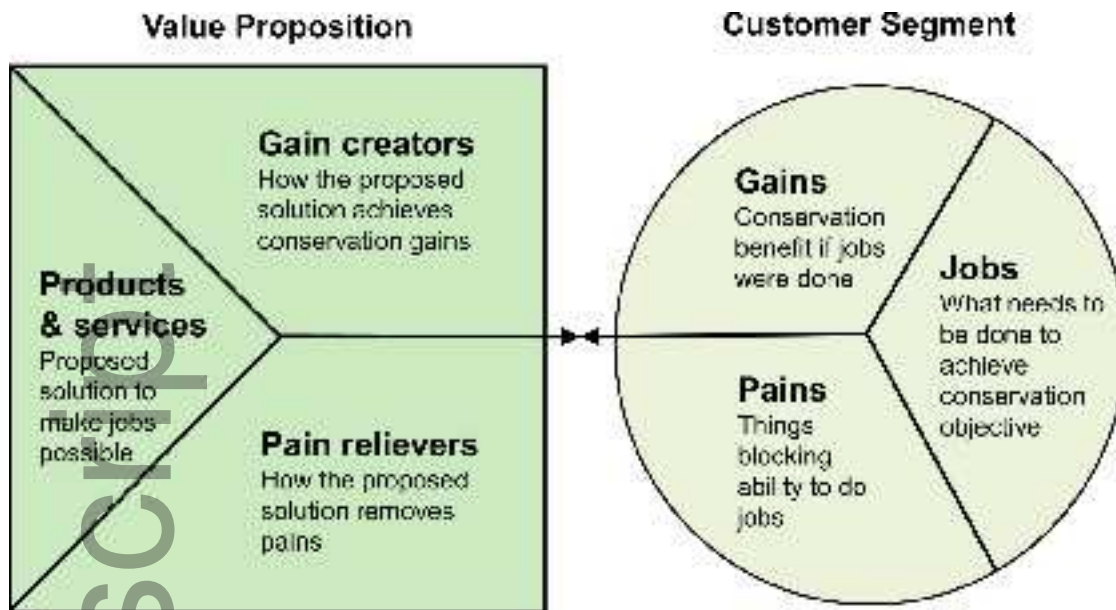 Value Proposition
Customer Segment
Gain creators
How the proposed
solution achieves
conservation gains
Products
& services
Proposed
solution to
make jobs
possible
Pain relievers
How the proposed
solution removes
pains
Gains
Conservation
benefit if jobs
were done
Jobs
What needs to
be done to
achieve
conservation
objective
Pains
Things
blocking
ability to do
jobs
script